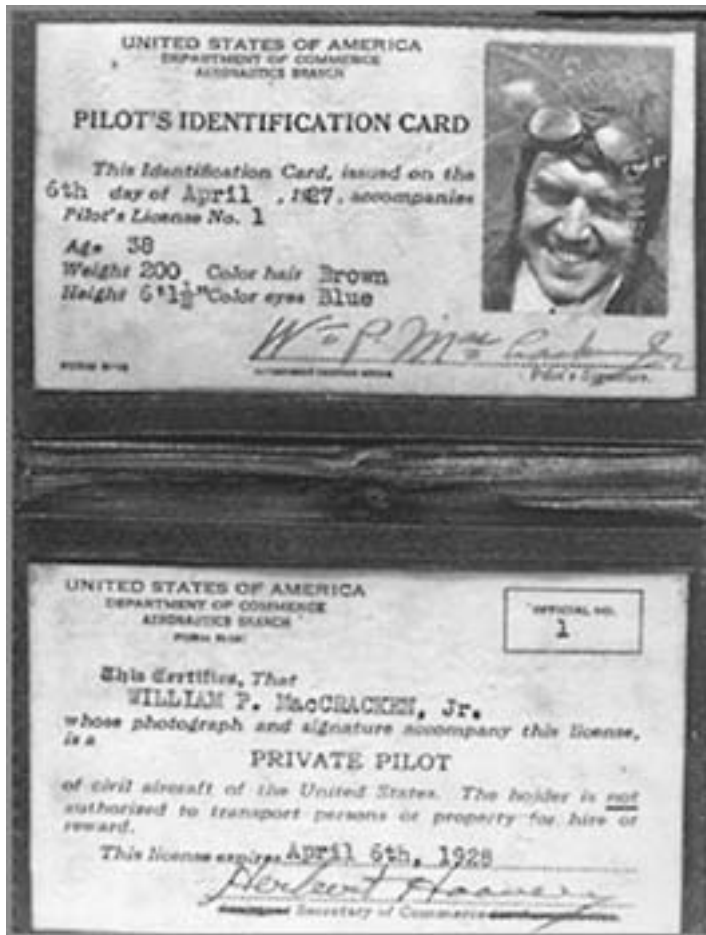 UNITED STATES OF AMERICA
DEPARTMENT OF COMMERCE
AERONAUTICS BRANCH
PILOT'S IDENTIFICATION CARD
This Identification Card, issued on the
6th day of April , 1927, accompanies
Pilot's License No. 1
Age 38
Weight 200 Color hair Brown
Height 6'1½" Color eyes Blue
Wm P. MacCracken Jr
Pilot's Signature.
UNITED STATES OF AMERICA
DEPARTMENT OF COMMERCE
AERONAUTICS BRANCH
OFFICIAL NO.
1
This Certifies, That
WILLIAM P. MacCRACKEN, Jr.
whose photograph and signature accompany this license,
is a
PRIVATE PILOT
of civil aircraft of the United States. The holder is not
authorized to transport persons or property for hire or
reward.
This license expires April 6th, 1928
Herbert Hoover
Secretary of Commerce